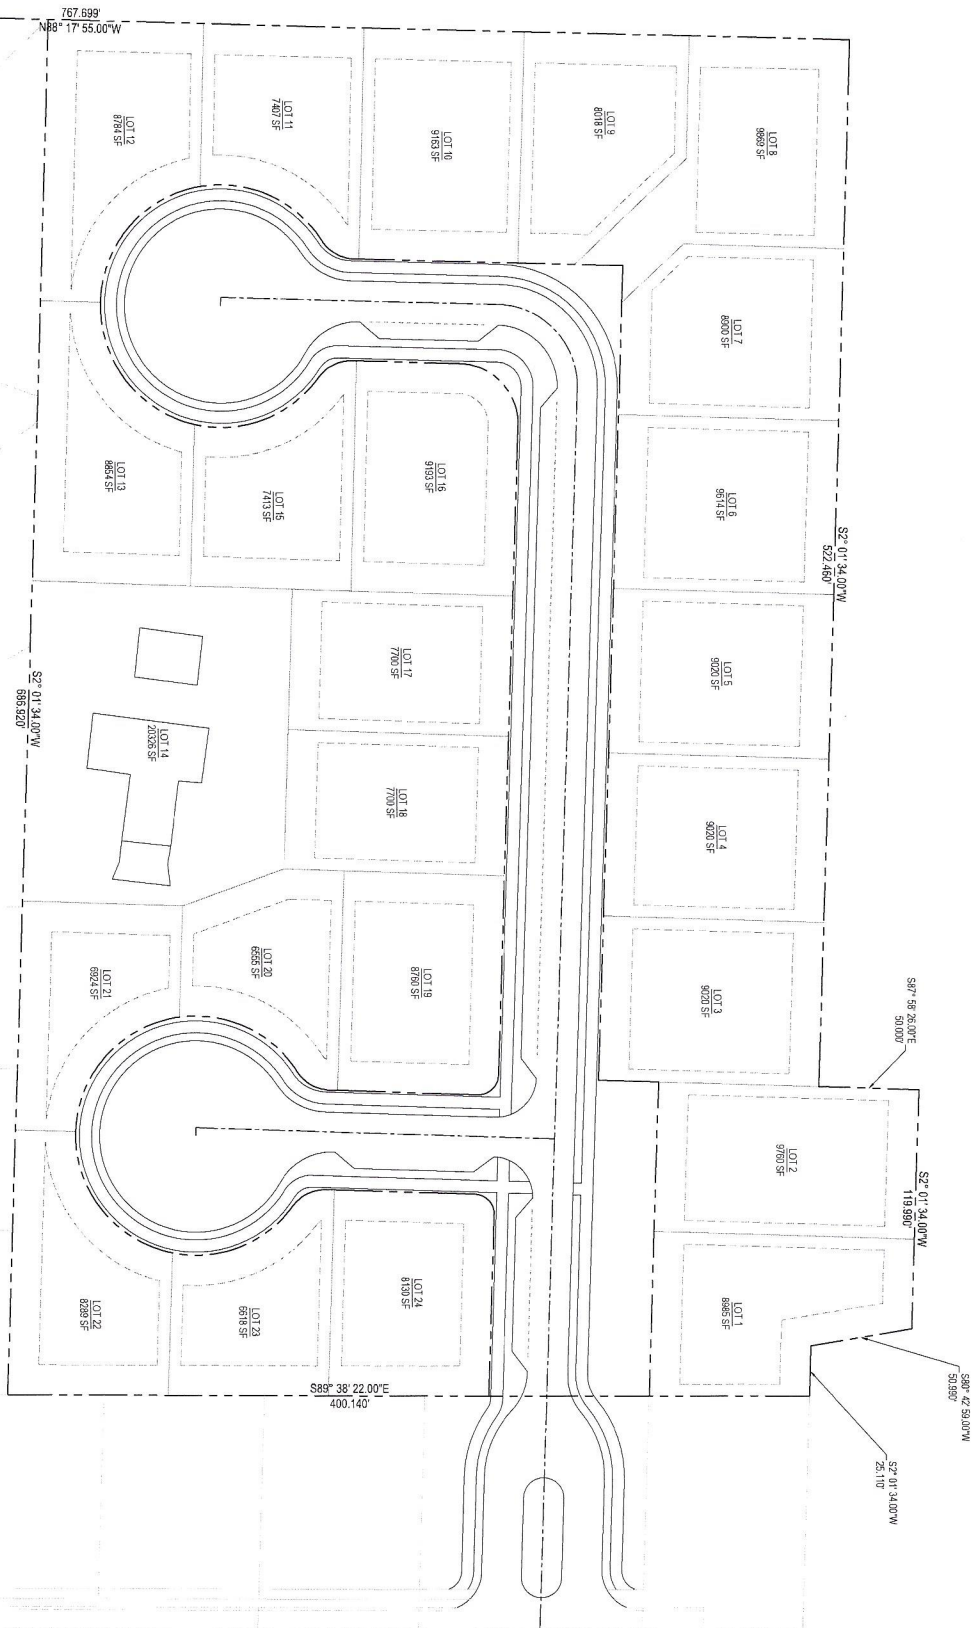 767.699'
N88° 17' 55.00"W
LOT 12
8784 SF
LOT 11
7407 SF
LOT 10
9163 SF
LOT 9
8018 SF
LOT 8
9869 SF
LOT 7
8900 SF
LOT 13
8854 SF
LOT 15
7413 SF
LOT 16
9193 SF
LOT 6
9614 SF
S2° 01' 34.00"W
522.460'
LOT 17
7700 SF
LOT 5
9020 SF
S2° 01' 34.00"W
686.920'
LOT 14
20326 SF
LOT 18
7700 SF
LOT 4
9020 SF
LOT 21
6924 SF
LOT 20
6555 SF
LOT 19
8760 SF
LOT 3
9020 SF
S87° 58' 26.00"E
50.000'
LOT 2
9760 SF
S2° 01' 34.00"W
119.990'
LOT 22
8289 SF
LOT 23
6618 SF
LOT 24
8130 SF
LOT 1
8985 SF
S80° 42' 59.00"W
50.990'
S89° 38' 22.00"E
400.140'
S2° 01' 34.00"W
25.110'